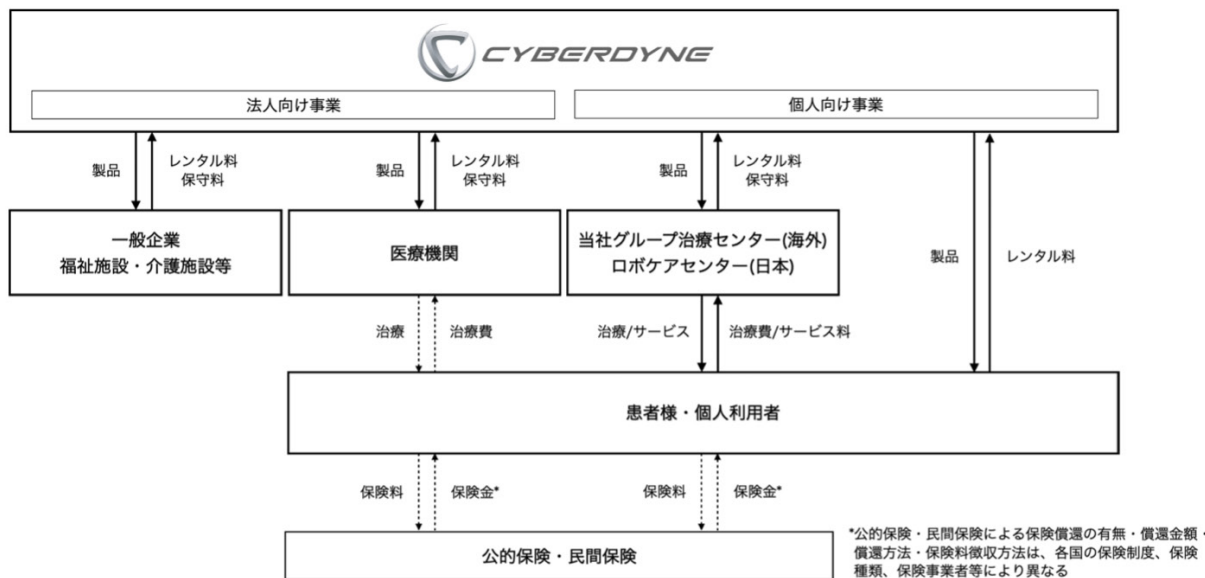 CYBERDYNE
法人向け事業
個人向け事業
製品
レンタル料
保守料
製品
レンタル料
保守料
製品
レンタル料
保守料
製品
レンタル料
一般企業
福祉施設・介護施設等
医療機関
当社グループ治療センター(海外)
ロボケアセンター(日本)
治療
治療費
治療/サービス
治療費/サービス料
患者様・個人利用者
保険料
保険金*
保険料
保険金*
公的保険・民間保険
*公的保険・民間保険による保険償還の有無・償還金額・
償還方法・保険料徴収方法は、各国の保険制度、保険
種類、保険事業者等により異なる